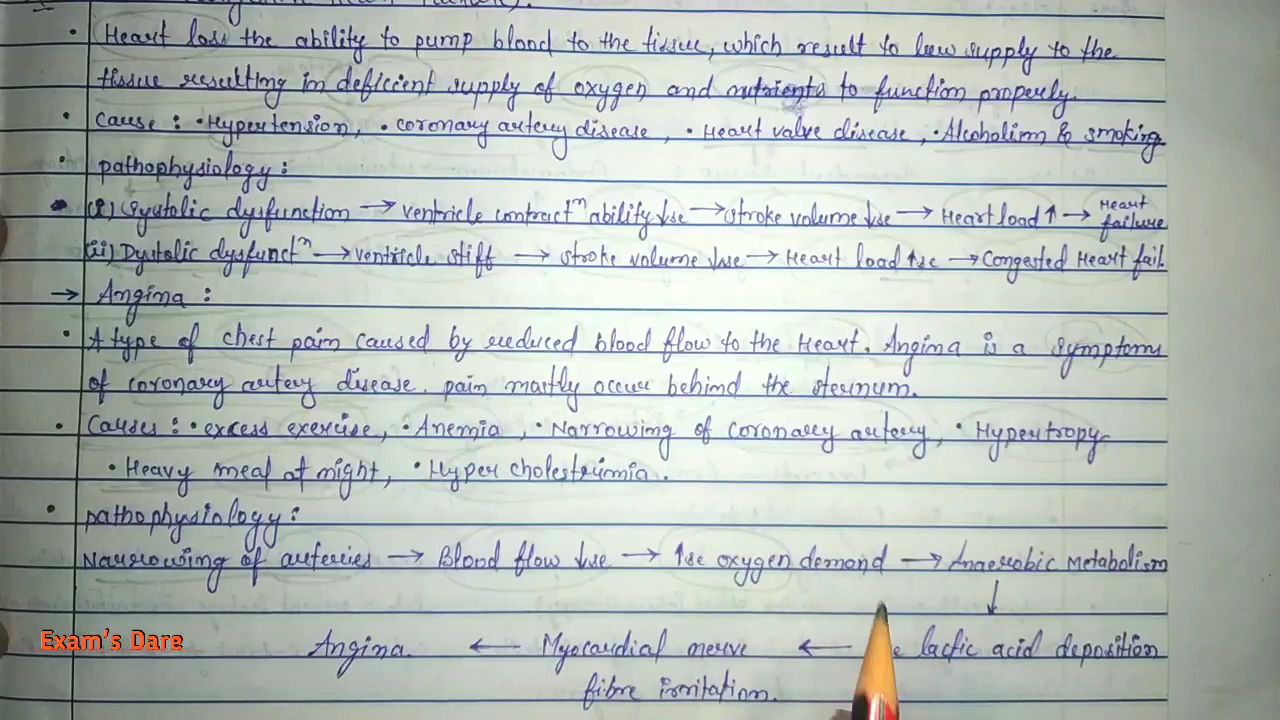 • Heart loss the ability to pump blood to the tissue, which result to low supply to the
tissue resulting in deficient supply of oxygen and nutrients to function properly.
• Cause : • Hypertension, • coronary artery disease, • Heart valve disease, • Alcoholism & smoking
• pathophysiology :
(i) Systolic dysfunction → ventricle contractⁿ ability ↓se → stroke volume ↓se → Heart load ↑ → Heart failure
(ii) Dystolic dysfunctⁿ → ventricle stiff → stroke volume ↓se → Heart load ↑se → Congested Heart fail.
→ Angina :
• A type of chest pain caused by reduced blood flow to the Heart. Angina is a symptoms
of coronary artery disease. pain mostly occur behind the sternum.
• Causes : • excess exercise, • Anemia, • Narrowing of coronary artery, • Hypertropy
• Heavy meal at night, • Hyper cholestrimia.
• pathophysiology :
Narrowing of arteries → Blood flow ↓se → ↑se oxygen demand → Anaerobic Metabolism
↓
Angina. ← Myocardial nerve ← lactic acid deposition
fibre irritation.
Exam's Dare